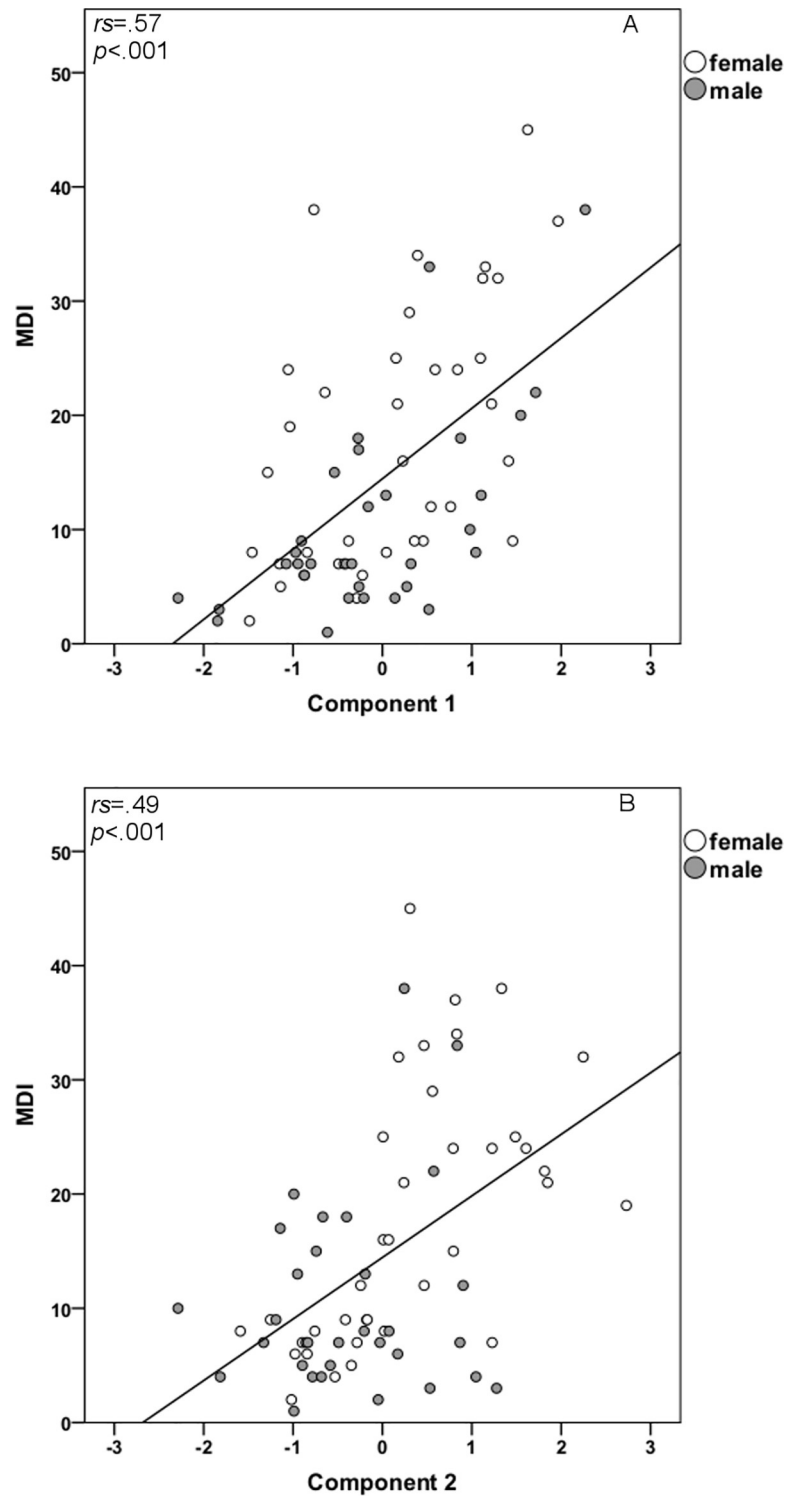 rs=.57
p<.001
A
female
male
50
40
30
20
10
0
MDI
-3 -2 -1 0 1 2 3
Component 1
rs=.49
p<.001
B
female
male
50
40
30
20
10
0
MDI
-3 -2 -1 0 1 2 3
Component 2